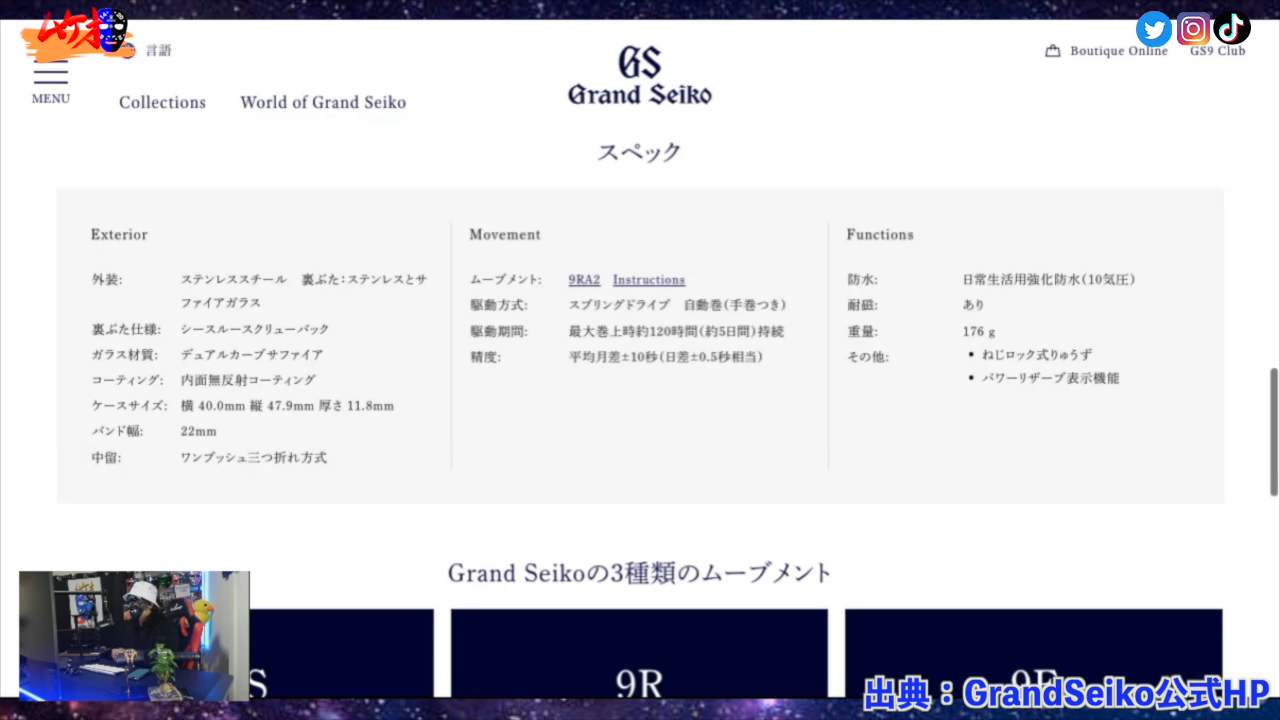 ムケオ
言語
Boutique Online
GS9 Club
GS
Grand Seiko
MENU
Collections
World of Grand Seiko
スペック
Exterior
外装:
ステンレススチール 裏ぶた:ステンレスとサ
ファイアガラス
裏ぶた仕様:
シースルースクリューバック
ガラス材質:
デュアルカーブサファイア
コーティング:
内面無反射コーティング
ケースサイズ:
横 40.0mm 縦 47.9mm 厚さ 11.8mm
バンド幅:
22mm
中留:
ワンプッシュ三つ折れ方式
Movement
ムーブメント:
9RA2 Instructions
駆動方式:
スプリングドライブ 自動巻(手巻つき)
駆動期間:
最大巻上時約120時間(約5日間)持続
精度:
平均月差±10秒(日差±0.5秒相当)
Functions
防水:
日常生活用強化防水(10気圧)
耐磁:
あり
重量:
176 g
その他:
• ねじロック式りゅうず
• パワーリザーブ表示機能
Grand Seikoの3種類のムーブメント
S
9R
9F
出典：GrandSeiko公式HP